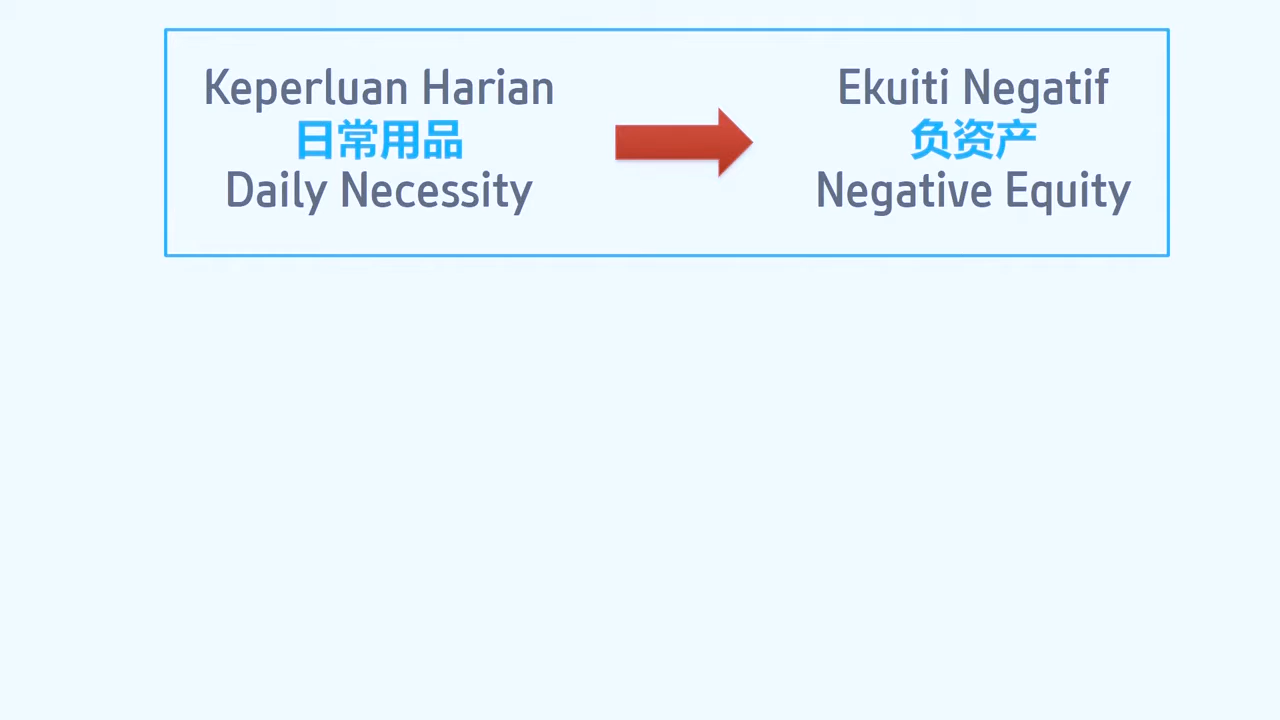 Keperluan Harian
日常用品
Daily Necessity
Ekuiti Negatif
负资产
Negative Equity